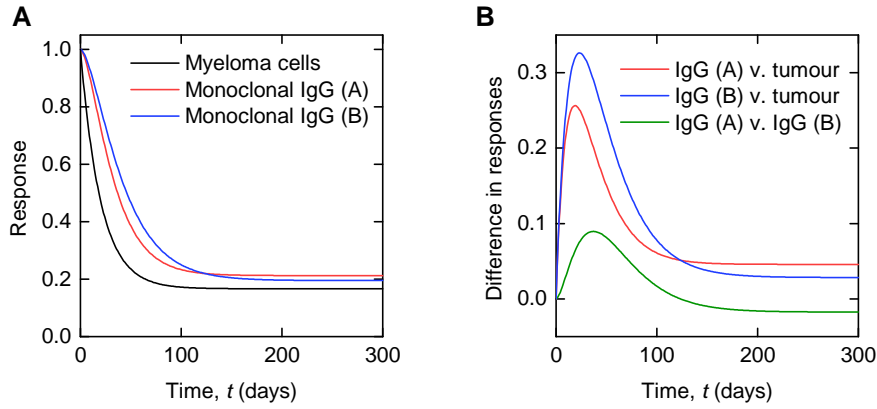 A
Response
1.0
0.8
0.6
0.4
0.2
0.0
Myeloma cells
Monoclonal IgG (A)
Monoclonal IgG (B)
0
100
200
300
Time, t (days)
B
Difference in responses
0.3
0.2
0.1
0.0
IgG (A) v. tumour
IgG (B) v. tumour
IgG (A) v. IgG (B)
0
100
200
300
Time, t (days)